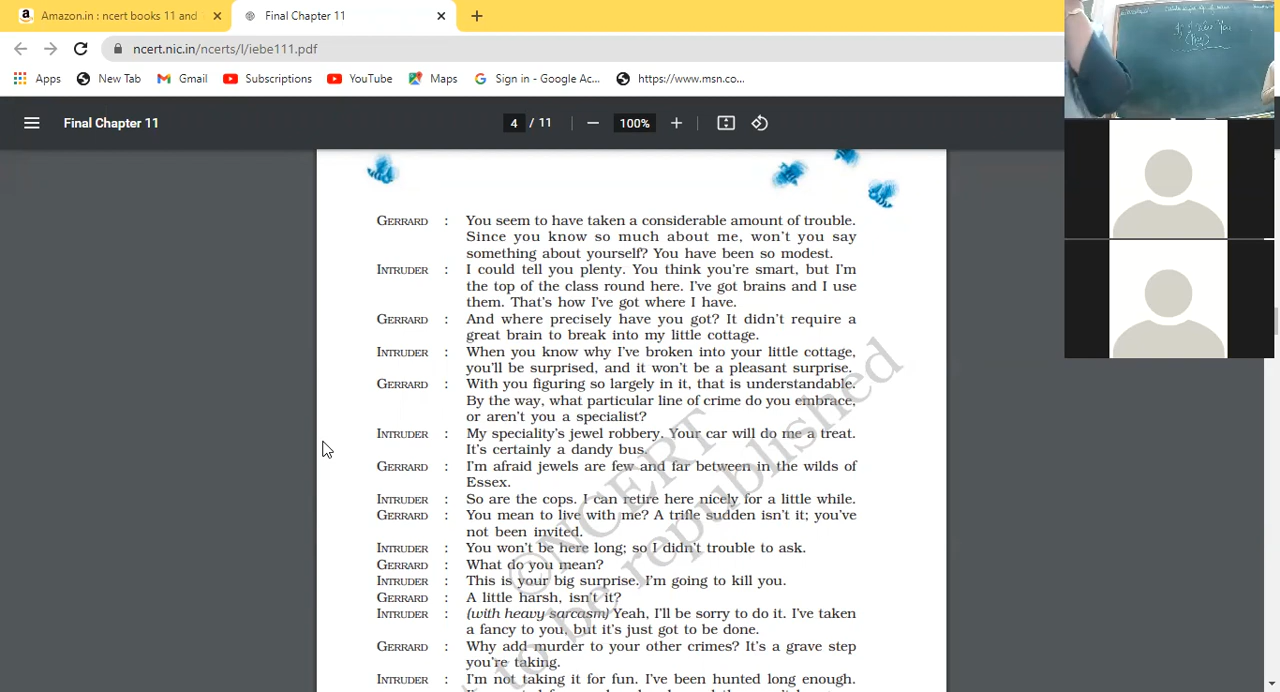 Amazon.in : ncert books 11 and
Final Chapter 11
ncert.nic.in/ncerts/l/iebe111.pdf
Apps
New Tab
Gmail
Subscriptions
YouTube
Maps
Sign in - Google Ac...
https://www.msn.co...
Final Chapter 11
4 / 11
100%
GERRARD : You seem to have taken a considerable amount of trouble.
Since you know so much about me, won't you say
something about yourself? You have been so modest.
INTRUDER : I could tell you plenty. You think you're smart, but I'm
the top of the class round here. I've got brains and I use
them. That's how I've got where I have.
GERRARD : And where precisely have you got? It didn't require a
great brain to break into my little cottage.
INTRUDER : When you know why I've broken into your little cottage,
you'll be surprised, and it won't be a pleasant surprise.
GERRARD : With you figuring so largely in it, that is understandable.
By the way, what particular line of crime do you embrace,
or aren't you a specialist?
INTRUDER : My speciality's jewel robbery. Your car will do me a treat.
It's certainly a dandy bus.
GERRARD : I'm afraid jewels are few and far between in the wilds of
Essex.
INTRUDER : So are the cops. I can retire here nicely for a little while.
GERRARD : You mean to live with me? A trifle sudden isn't it; you've
not been invited.
INTRUDER : You won't be here long; so I didn't trouble to ask.
GERRARD : What do you mean?
INTRUDER : This is your big surprise. I'm going to kill you.
GERRARD : A little harsh, isn't it?
INTRUDER : (with heavy sarcasm) Yeah, I'll be sorry to do it. I've taken
a fancy to you, but it's just got to be done.
GERRARD : Why add murder to your other crimes? It's a grave step
you're taking.
INTRUDER : I'm not taking it for fun. I've been hunted long enough.
©NCERT
to be republished